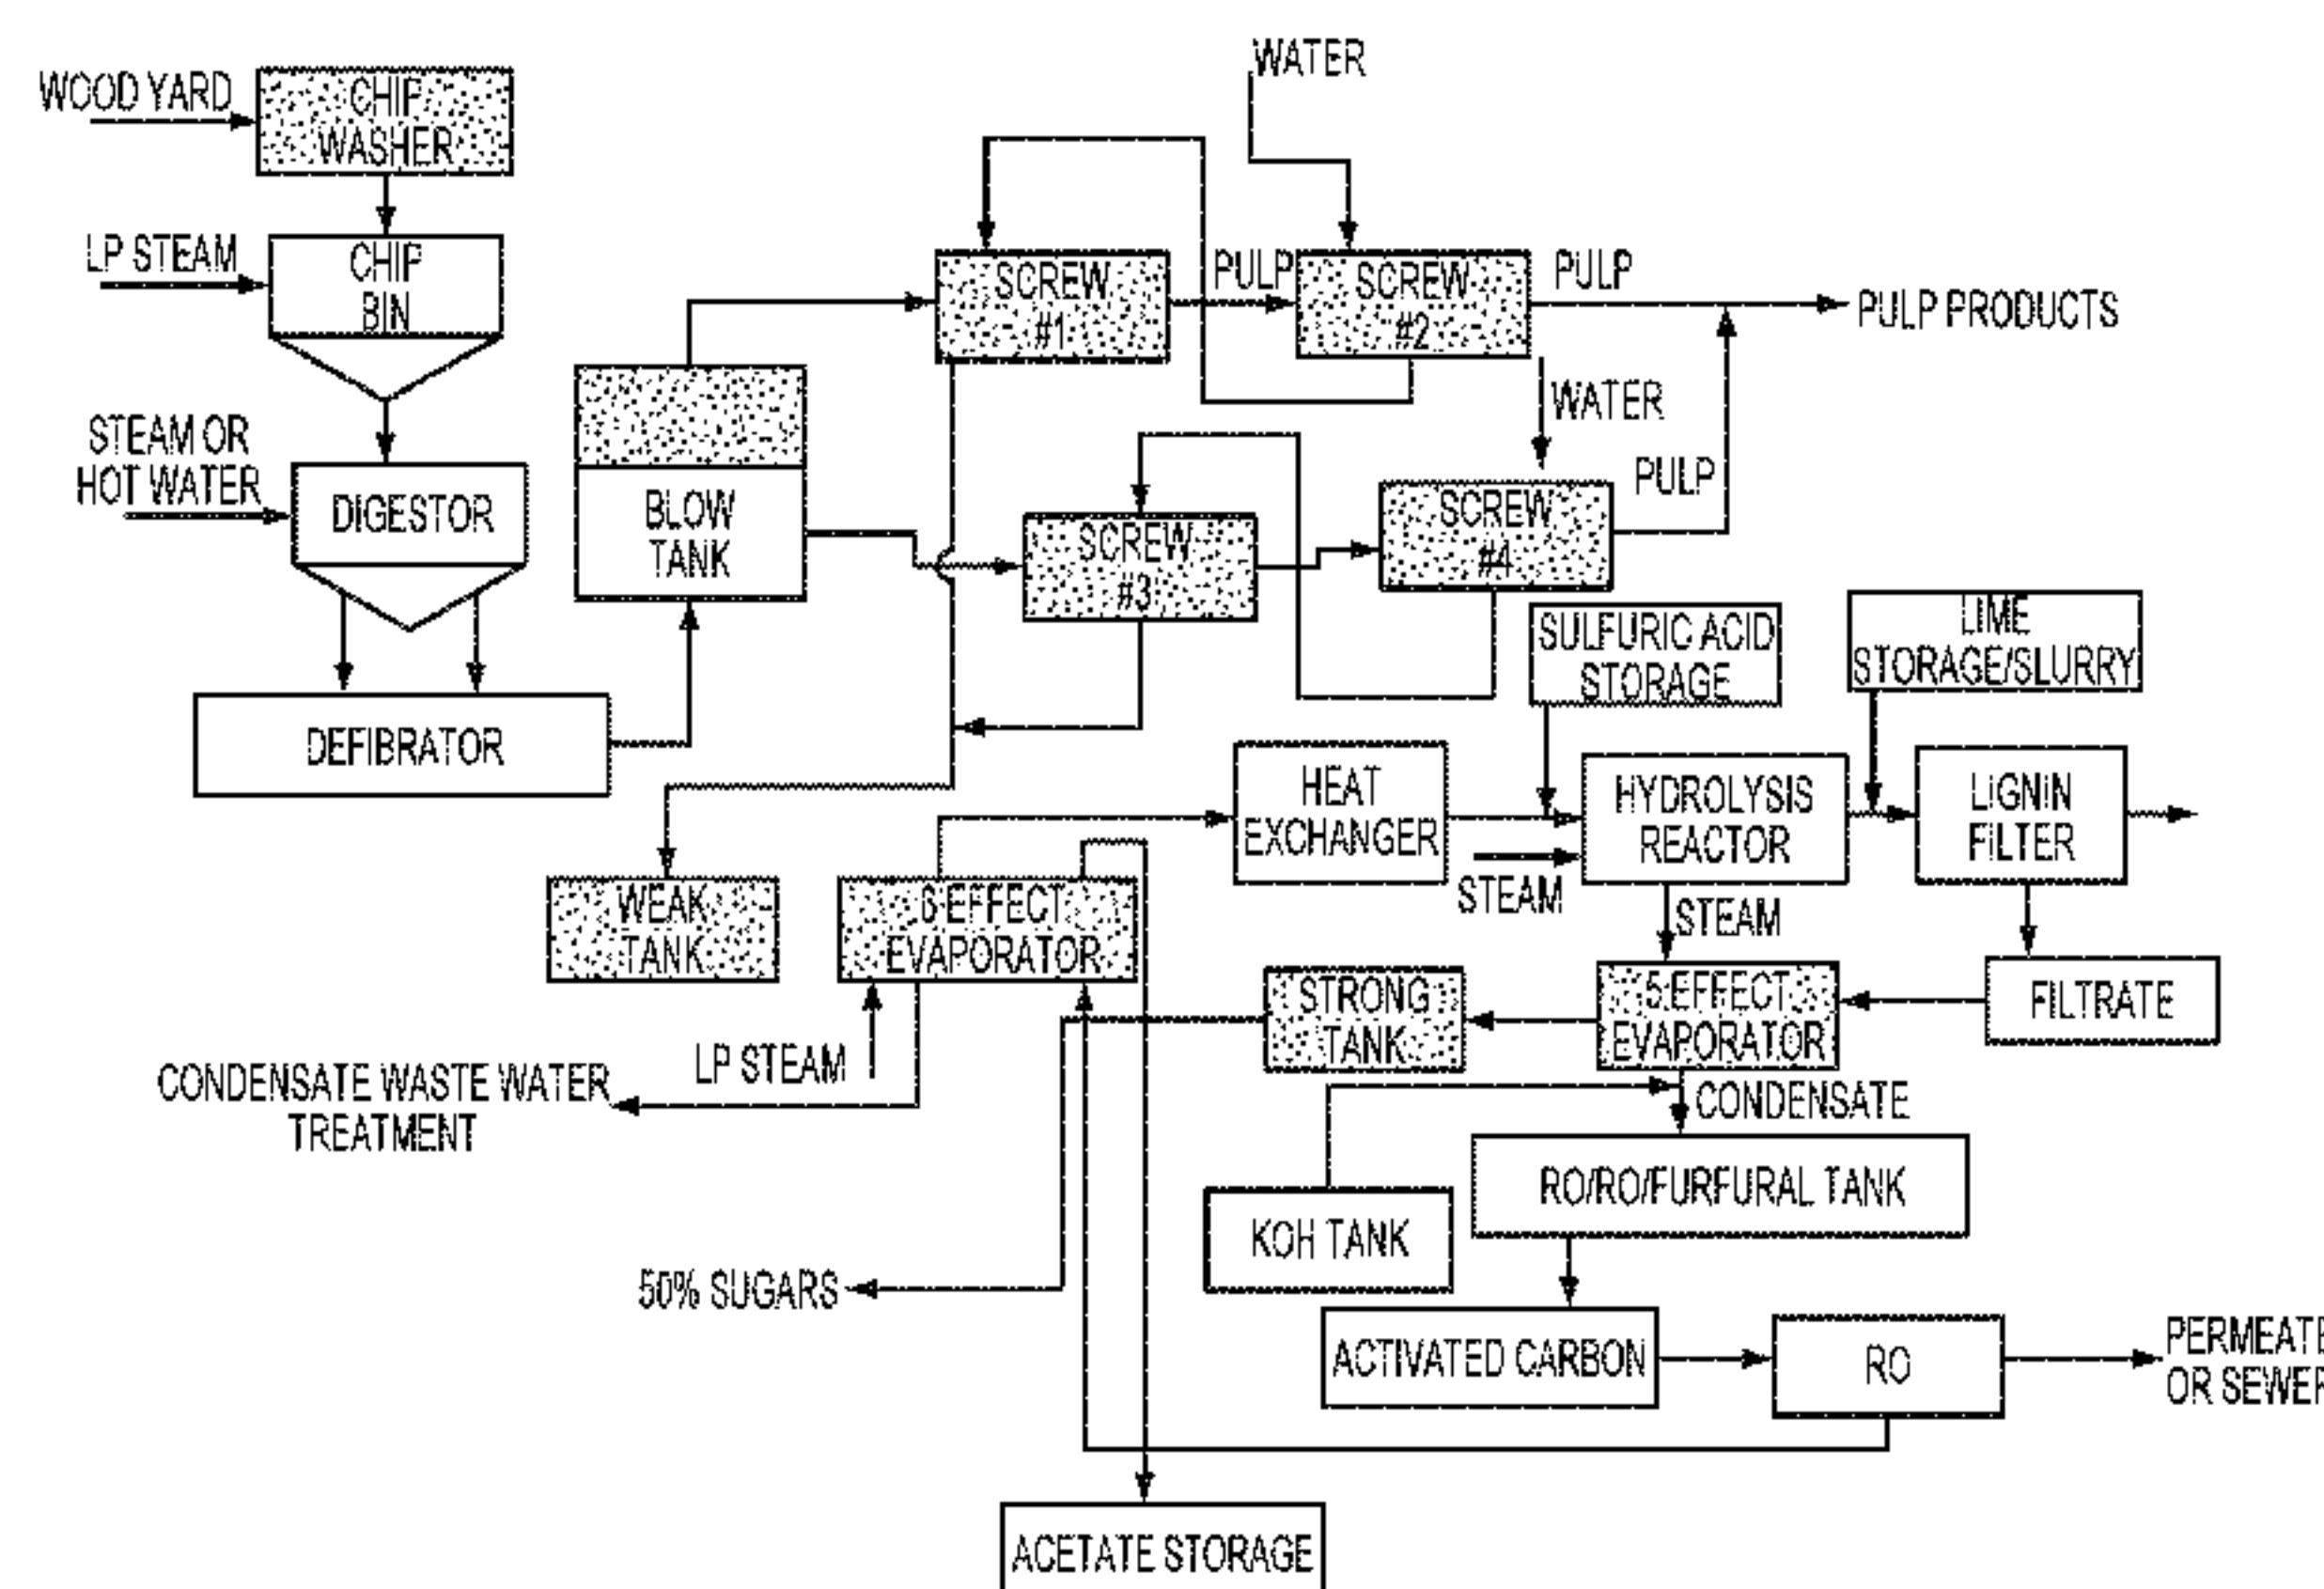 WOOD YARD
CHIP
WASHER
WATER
LP STEAM
CHIP
BIN
SCREW
#1
PULP
SCREW
#2
PULP
PULP PRODUCTS
STEAM OR
HOT WATER
DIGESTOR
BLOW
TANK
WATER
PULP
SCREW
#3
SCREW
#4
DEFIBRATOR
SULFURIC ACID
STORAGE
LIME
STORAGE/SLURRY
HEAT
EXCHANGER
HYDROLYSIS
REACTOR
LIGNIN
FILTER
STEAM
STEAM
WEAK
TANK
6 EFFECT
EVAPORATOR
STRONG
TANK
5 EFFECT
EVAPORATOR
FILTRATE
LP STEAM
CONDENSATE WASTE WATER
TREATMENT
CONDENSATE
RO/RO/FURFURAL TANK
KOH TANK
50% SUGARS
ACTIVATED CARBON
RO
PERMEATE
OR SEWER
ACETATE STORAGE